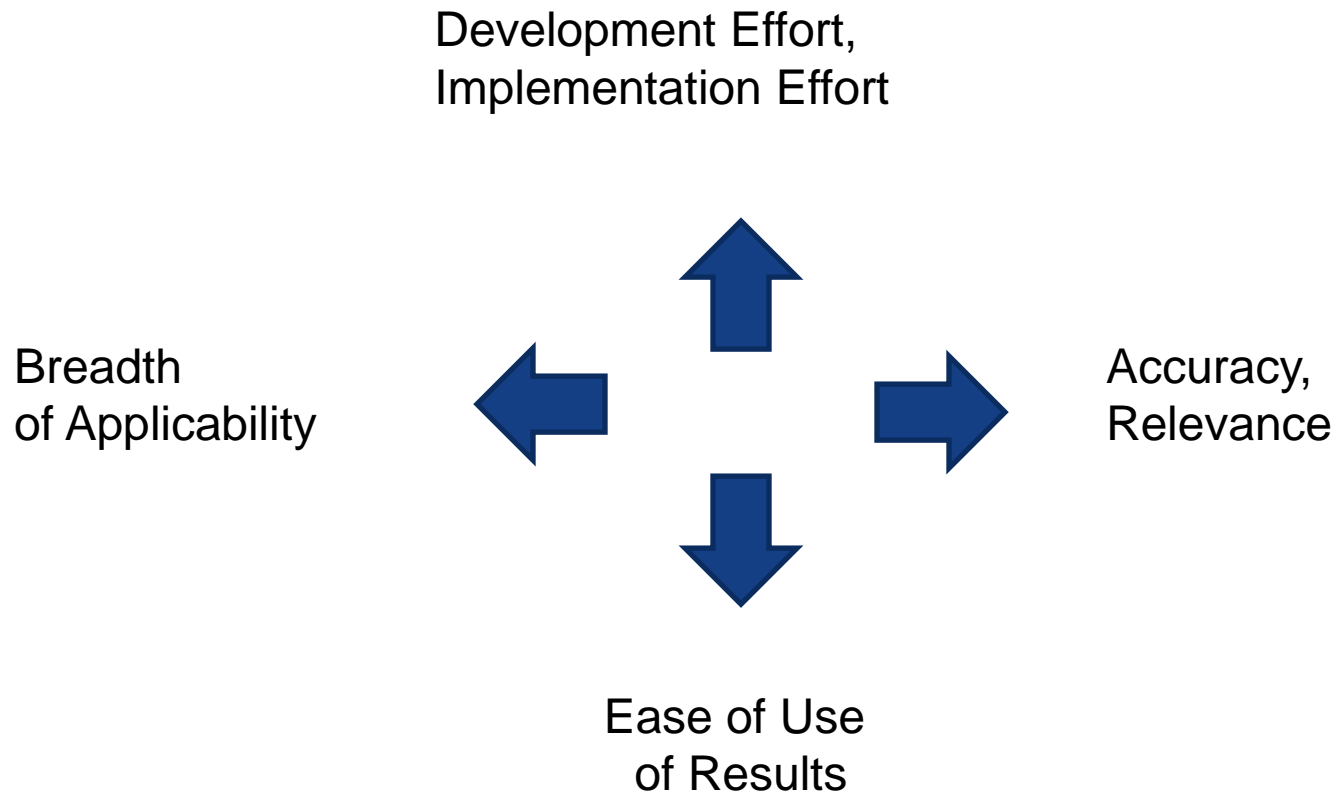 Development Effort,
Implementation Effort
Breadth
of Applicability
Accuracy,
Relevance
Ease of Use
of Results